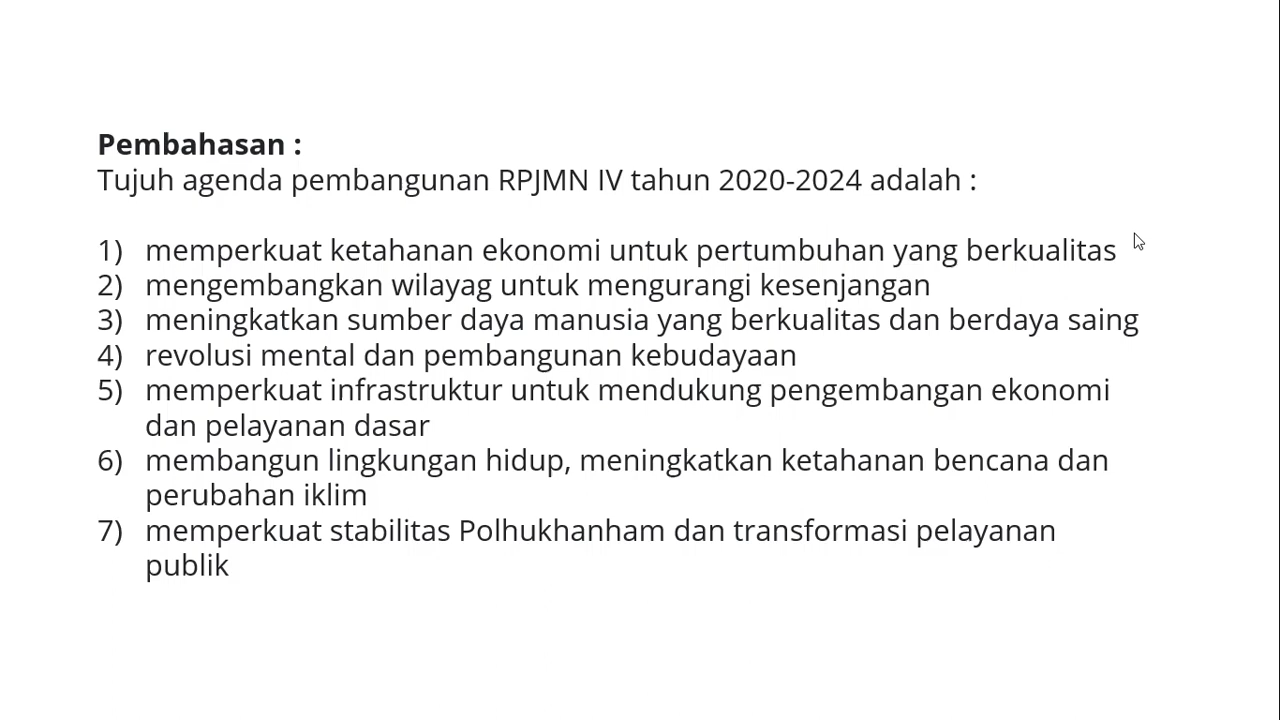 Pembahasan :
Tujuh agenda pembangunan RPJMN IV tahun 2020-2024 adalah :
1) memperkuat ketahanan ekonomi untuk pertumbuhan yang berkualitas
2) mengembangkan wilayag untuk mengurangi kesenjangan
3) meningkatkan sumber daya manusia yang berkualitas dan berdaya saing
4) revolusi mental dan pembangunan kebudayaan
5) memperkuat infrastruktur untuk mendukung pengembangan ekonomi
dan pelayanan dasar
6) membangun lingkungan hidup, meningkatkan ketahanan bencana dan
perubahan iklim
7) memperkuat stabilitas Polhukhanham dan transformasi pelayanan
publik